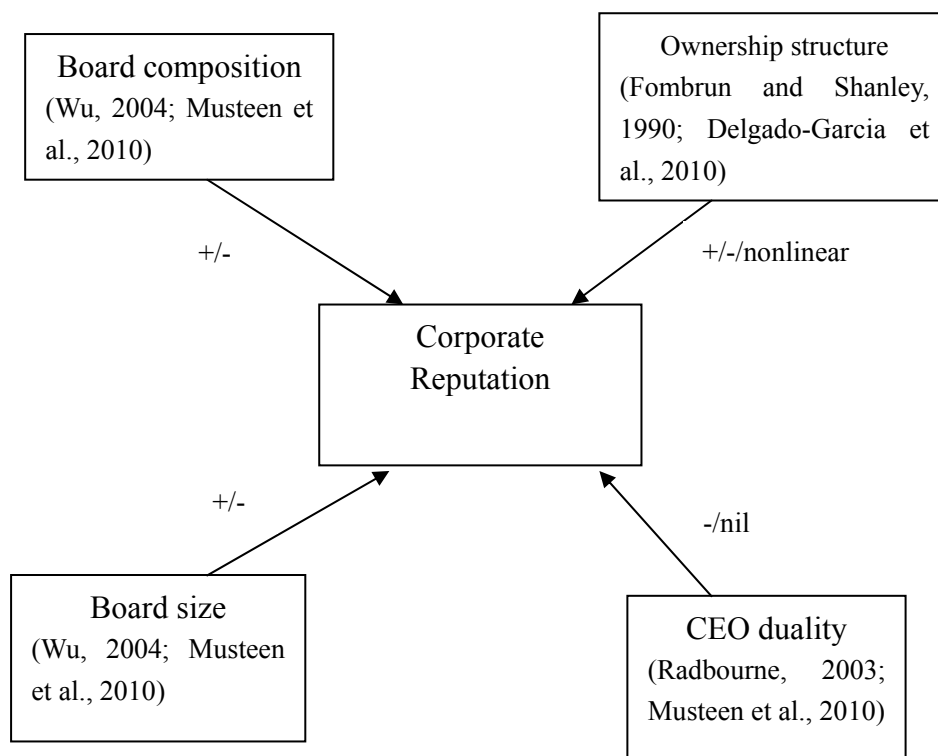 Board composition
(Wu, 2004; Musteen et
al., 2010)
Ownership structure
(Fombrun and Shanley,
1990; Delgado-Garcia et
al., 2010)
+/-
+/-/nonlinear
Corporate
Reputation
+/-
-/nil
Board size
(Wu, 2004; Musteen
et al., 2010)
CEO duality
(Radbourne, 2003;
Musteen et al., 2010)